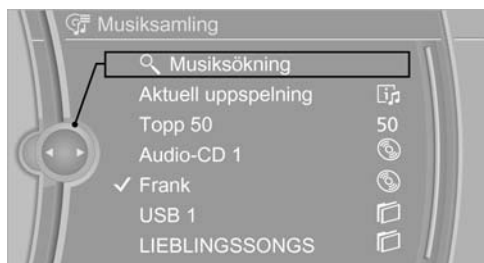 Musiksamling
Musiksökning
Aktuell uppspelning
Topp 50 50
Audio-CD 1
Frank
USB 1
LIEBLINGSSONGS